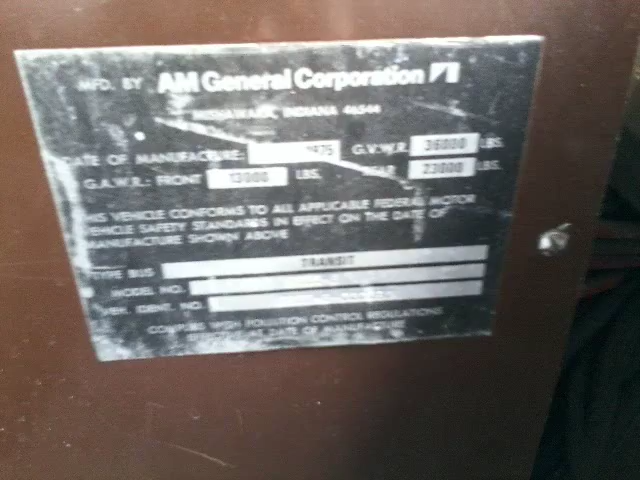 MFD. BY AM General Corporation
MISHAWAKA, INDIANA 46544
DATE OF MANUFACTURE: 1975 G.V.W.R. 36000 LBS.
G.A.W.R.: FRONT 13000 LBS. REAR 23000 LBS.
THIS VEHICLE CONFORMS TO ALL APPLICABLE FEDERAL MOTOR
VEHICLE SAFETY STANDARDS IN EFFECT ON THE DATE OF
MANUFACTURE SHOWN ABOVE
TYPE BUS TRANSIT
MODEL NO.
VEH. IDENT. NO.
COMPLIES WITH POLLUTION CONTROL REGULATIONS
DATE OF MANUFACTURE